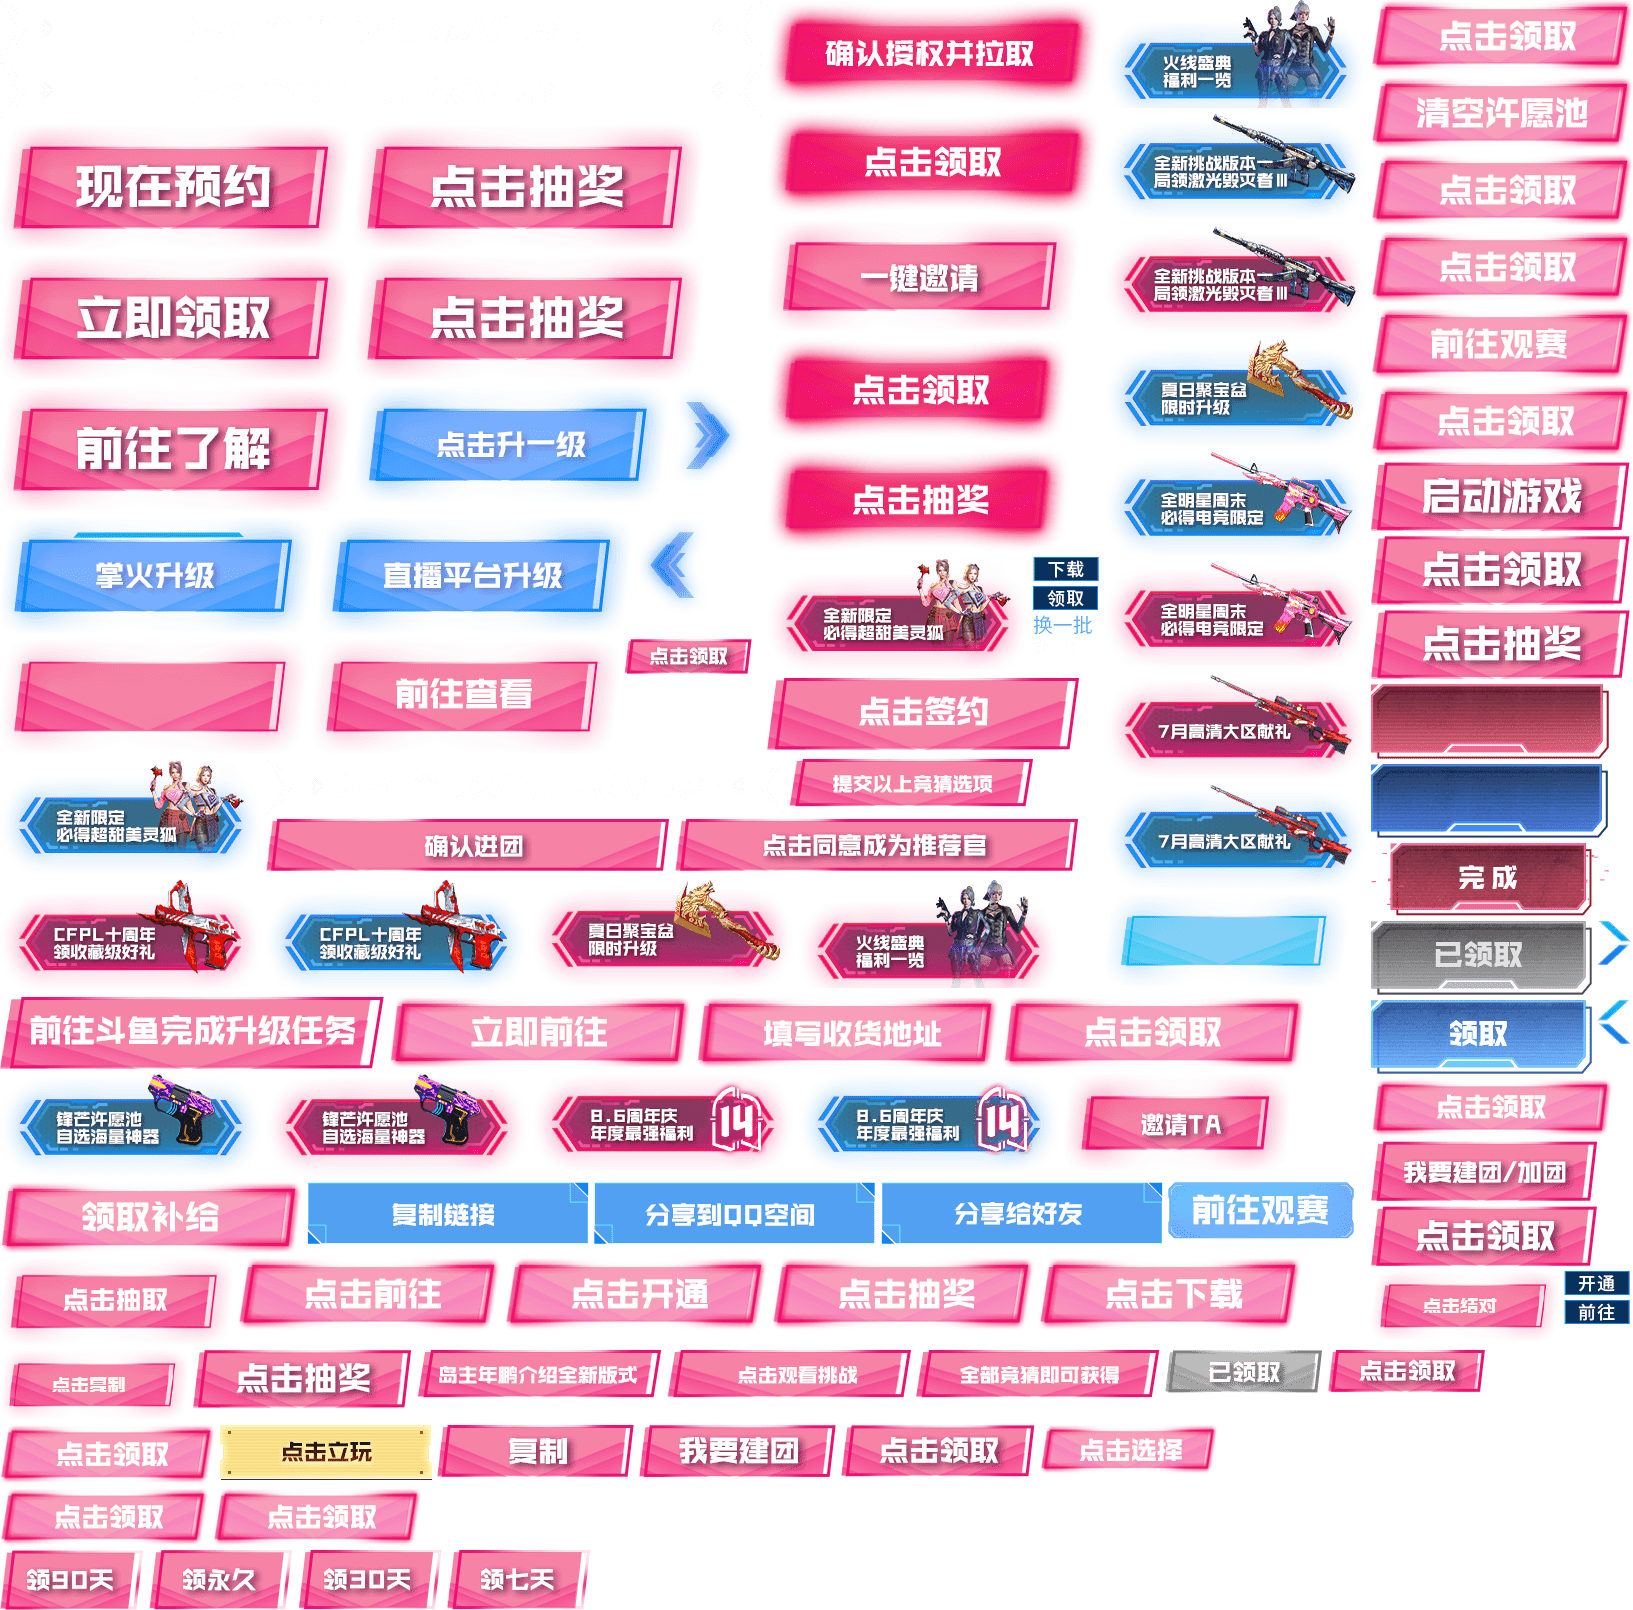 确认授权并拉取
火线盛典
福利一览
点击领取
清空许愿池
现在预约
点击抽奖
点击领取
全新挑战版本一
局领激光毁灭者III
点击领取
立即领取
点击抽奖
一键邀请
全新挑战版本一
局领激光毁灭者III
点击领取
前往观赛
前往了解
点击升一级
点击领取
夏日聚宝盆
限时升级
点击领取
点击抽奖
全明星周末
必得电竞限定
启动游戏
掌火升级
直播平台升级
下载
领取
换一批
全新限定
必得超甜美灵狐
全明星周末
必得电竞限定
点击领取
点击抽奖
点击领取
前往查看
点击签约
7月高清大区献礼
提交以上竞猜选项
全新限定
必得超甜美灵狐
确认进团
点击同意成为推荐官
7月高清大区献礼
完成
CFPL十周年
领收藏级好礼
CFPL十周年
领收藏级好礼
夏日聚宝盆
限时升级
火线盛典
福利一览
已领取
前往斗鱼完成升级任务
立即前往
填写收货地址
点击领取
领取
锋芒许愿池
自选海量神器
锋芒许愿池
自选海量神器
8.6周年庆
年度最强福利
14
8.6周年庆
年度最强福利
14
邀请TA
点击领取
我要建团/加团
领取补给
复制链接
分享到QQ空间
分享给好友
前往观赛
点击领取
点击抽取
点击前往
点击开通
点击抽奖
点击下载
点击结对
开通
前往
点击复制
点击抽奖
岛主年鹏介绍全新版式
点击观看挑战
全部竞猜即可获得
已领取
点击领取
点击领取
点击立玩
复制
我要建团
点击领取
点击选择
点击领取
点击领取
领90天
领永久
领30天
领七天